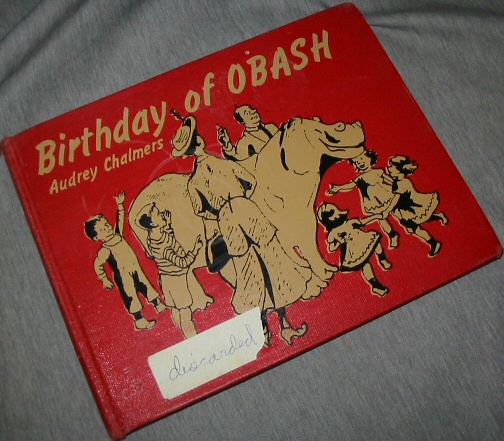 Birthday of OBASH
Audrey Chalmers
discarded